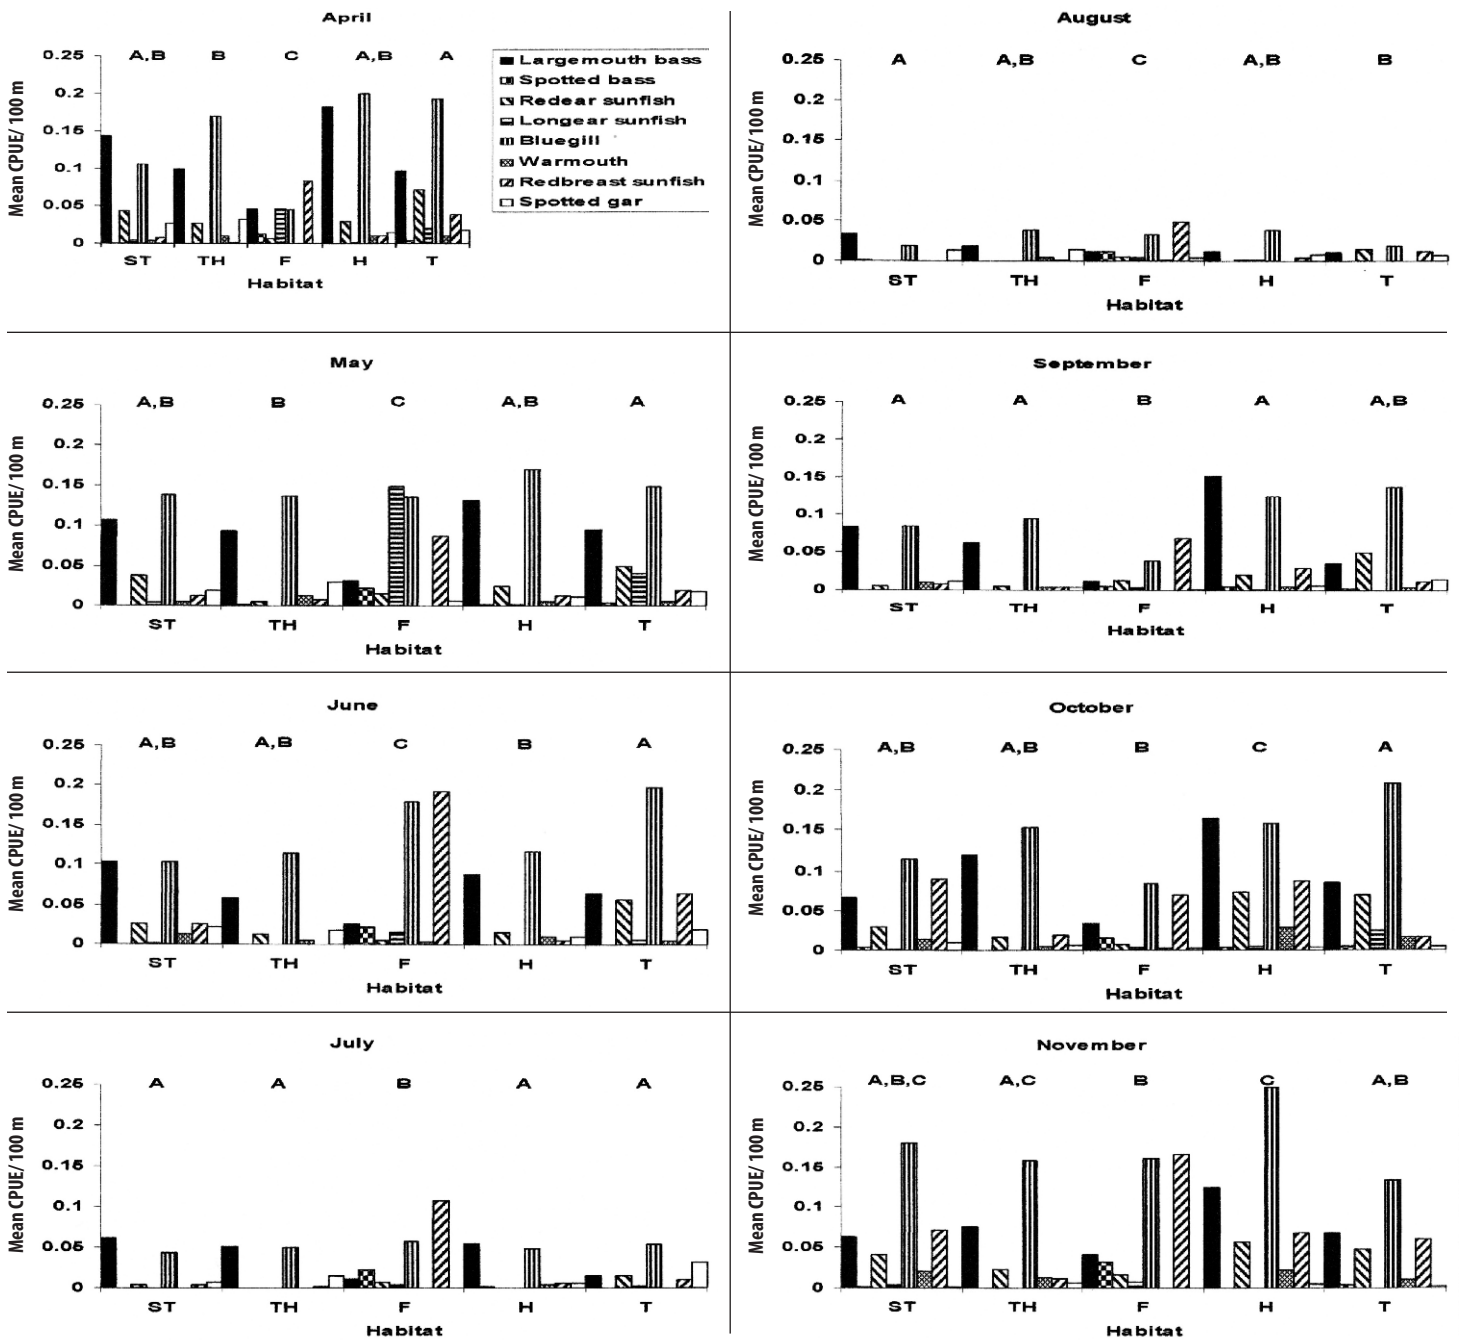 April
A,B B C A,B A
Mean CPUE/ 100 m
0.25
0.2
0.15
0.1
0.05
0
ST TH F H T
Habitat
Largemouth bass
Spotted bass
Redear sunfish
Longear sunfish
Bluegill
Warmouth
Redbreast sunfish
Spotted gar
August
A A,B C A,B B
Mean CPUE/ 100 m
0.25
0.2
0.15
0.1
0.05
0
ST TH F H T
Habitat
May
A,B B C A,B A
Mean CPUE/ 100 m
0.25
0.2
0.15
0.1
0.05
0
ST TH F H T
Habitat
September
A A B A A,B
Mean CPUE/ 100 m
0.25
0.2
0.15
0.1
0.05
0
ST TH F H T
Habitat
June
A,B A,B C B A
Mean CPUE/ 100 m
0.25
0.2
0.15
0.1
0.05
0
ST TH F H T
Habitat
October
A,B A,B B C A
Mean CPUE/ 100 m
0.25
0.2
0.15
0.1
0.05
0
ST TH F H T
Habitat
July
A A B A A
Mean CPUE/ 100 m
0.25
0.2
0.15
0.1
0.05
0
ST TH F H T
Habitat
November
A,B,C A,C B C A,B
Mean CPUE/ 100 m
0.25
0.2
0.15
0.1
0.05
0
ST TH F H T
Habitat